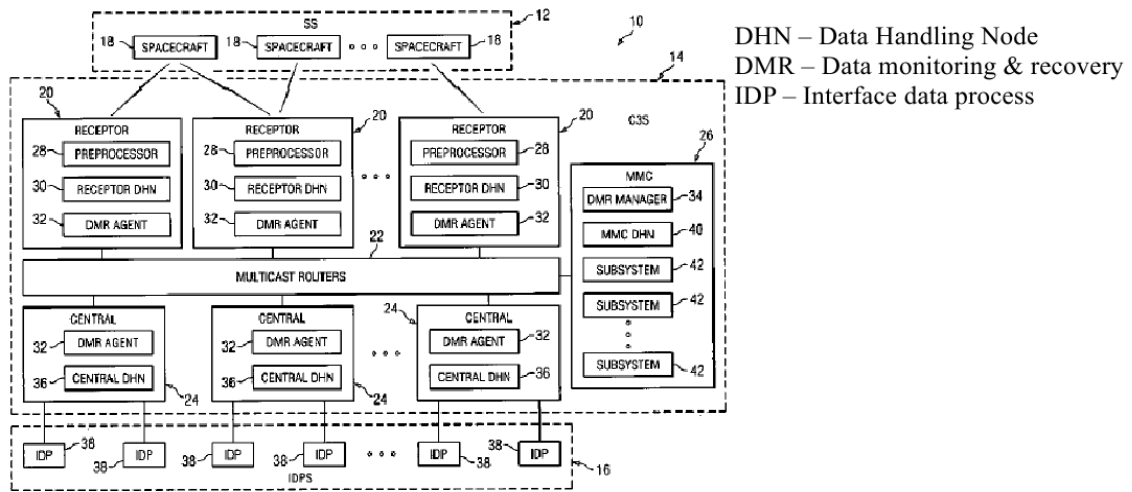 SS
12
10
18 SPACECRAFT 18 SPACECRAFT SPACECRAFT 18
DHN – Data Handling Node
DMR – Data monitoring & recovery
IDP – Interface data process
14
20 20 20
C3S
RECEPTOR RECEPTOR RECEPTOR
26
28 PREPROCESSOR 28 PREPROCESSOR PREPROCESSOR 28
MMC
30 RECEPTOR DHN 30 RECEPTOR DHN RECEPTOR DHN 30
DMR MANAGER 34
32 DMR AGENT 32 DMR AGENT DMR AGENT 32
MMC DHN 40
22
MULTICAST ROUTERS
SUBSYSTEM 42
SUBSYSTEM 42
24
CENTRAL CENTRAL CENTRAL
32 DMR AGENT 32 DMR AGENT DMR AGENT 32
36 CENTRAL DHN 36 CENTRAL DHN CENTRAL DHN 36
SUBSYSTEM 42
24 24
IDP 38 38 IDP 38 IDP 38 IDP IDP 38 38 IDP
IDPS
16